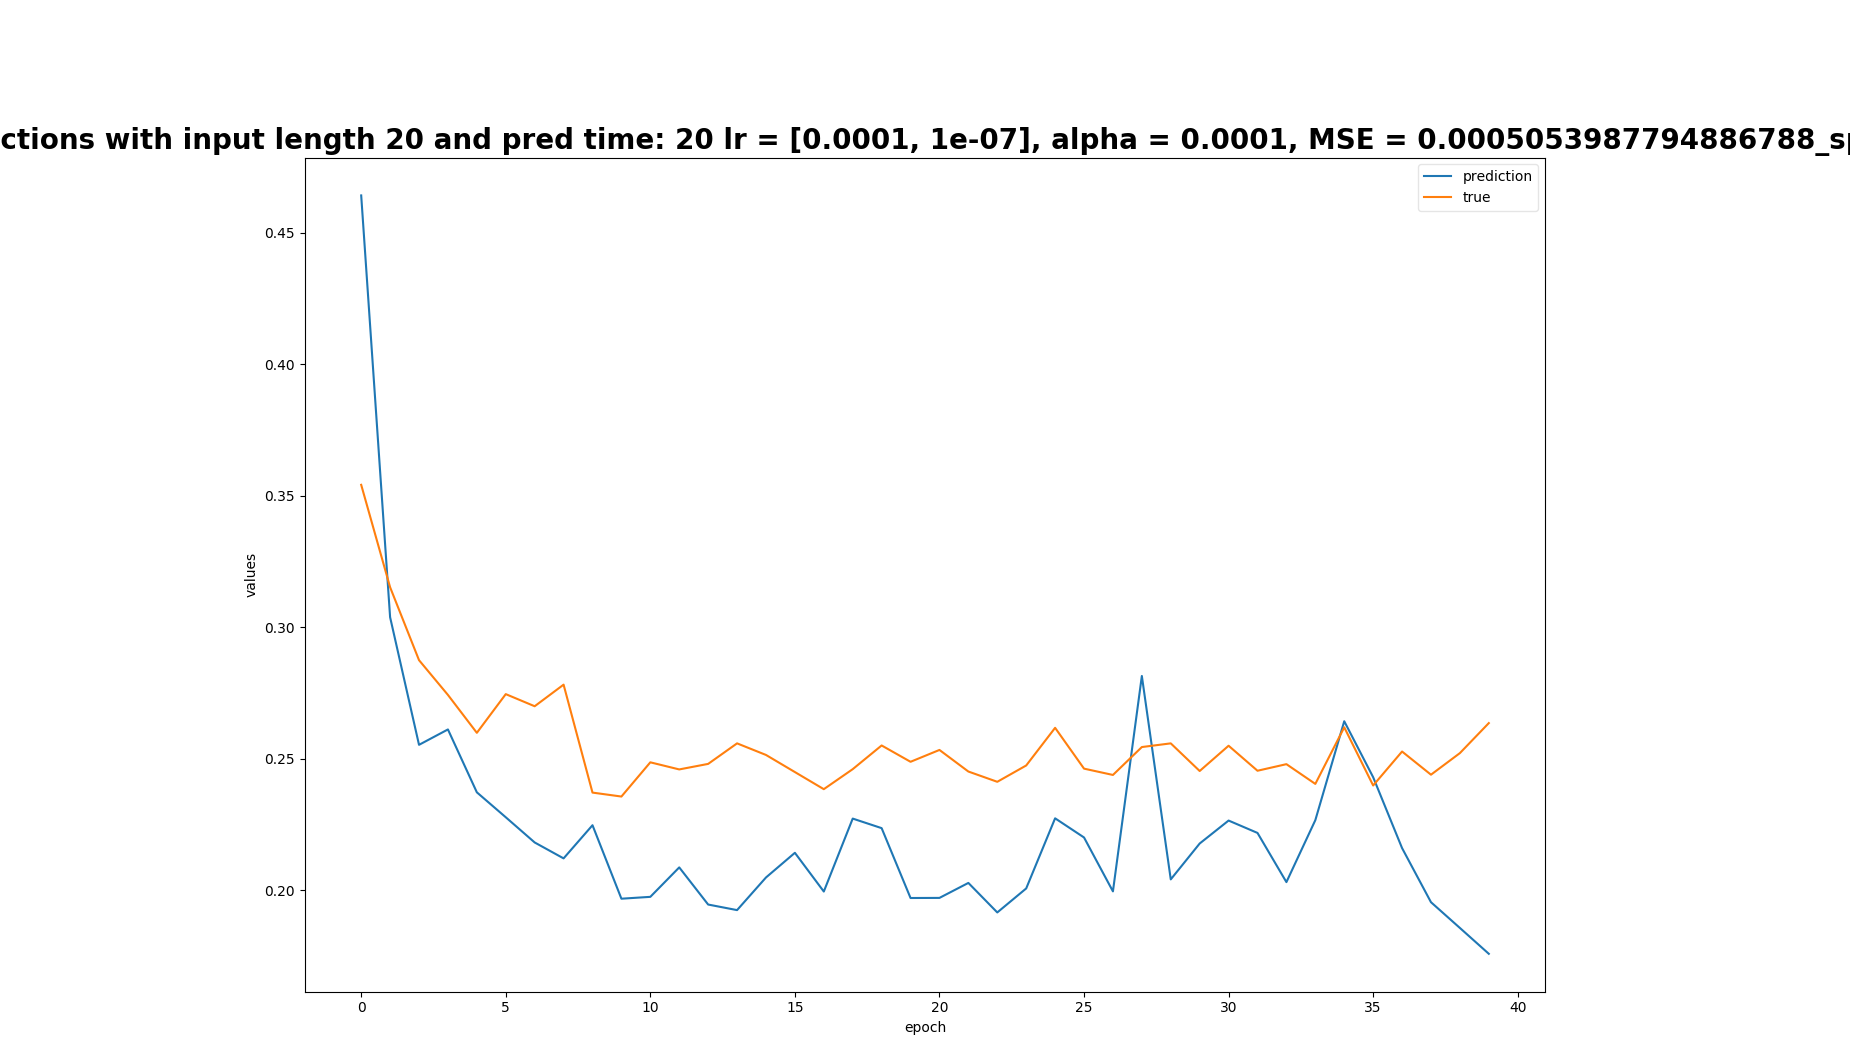 ctions with input length 20 and pred time: 20 lr = [0.0001, 1e-07], alpha = 0.0001, MSE = 0.0005053987794886788_sp
prediction
true
0.45
0.40
0.35
0.30
0.25
0.20
values
0 5 10 15 20 25 30 35 40
epoch